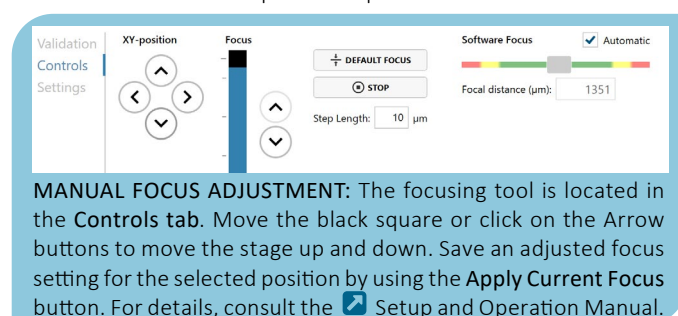 Validation
Controls
Settings
XY-position
Focus
DEFAULT FOCUS
STOP
Step Length: 10 µm
Software Focus
Automatic
Focal distance (µm): 1351
MANUAL FOCUS ADJUSTMENT: The focusing tool is located in
the Controls tab. Move the black square or click on the Arrow
buttons to move the stage up and down. Save an adjusted focus
setting for the selected position by using the Apply Current Focus
button. For details, consult the Setup and Operation Manual.